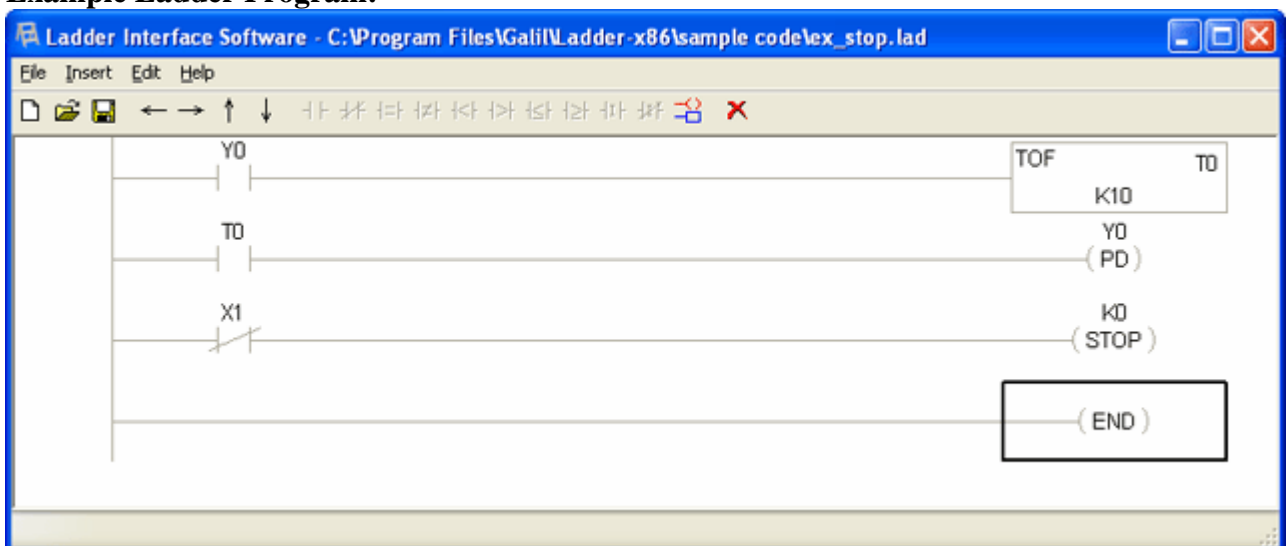 Example Ladder Program:
Ladder Interface Software - C:\Program Files\Galil\Ladder-x86\sample code\ex_stop.lad
File Insert Edit Help
Y0
TOF T0
K10
T0
Y0
( PD )
X1
K0
( STOP )
( END )